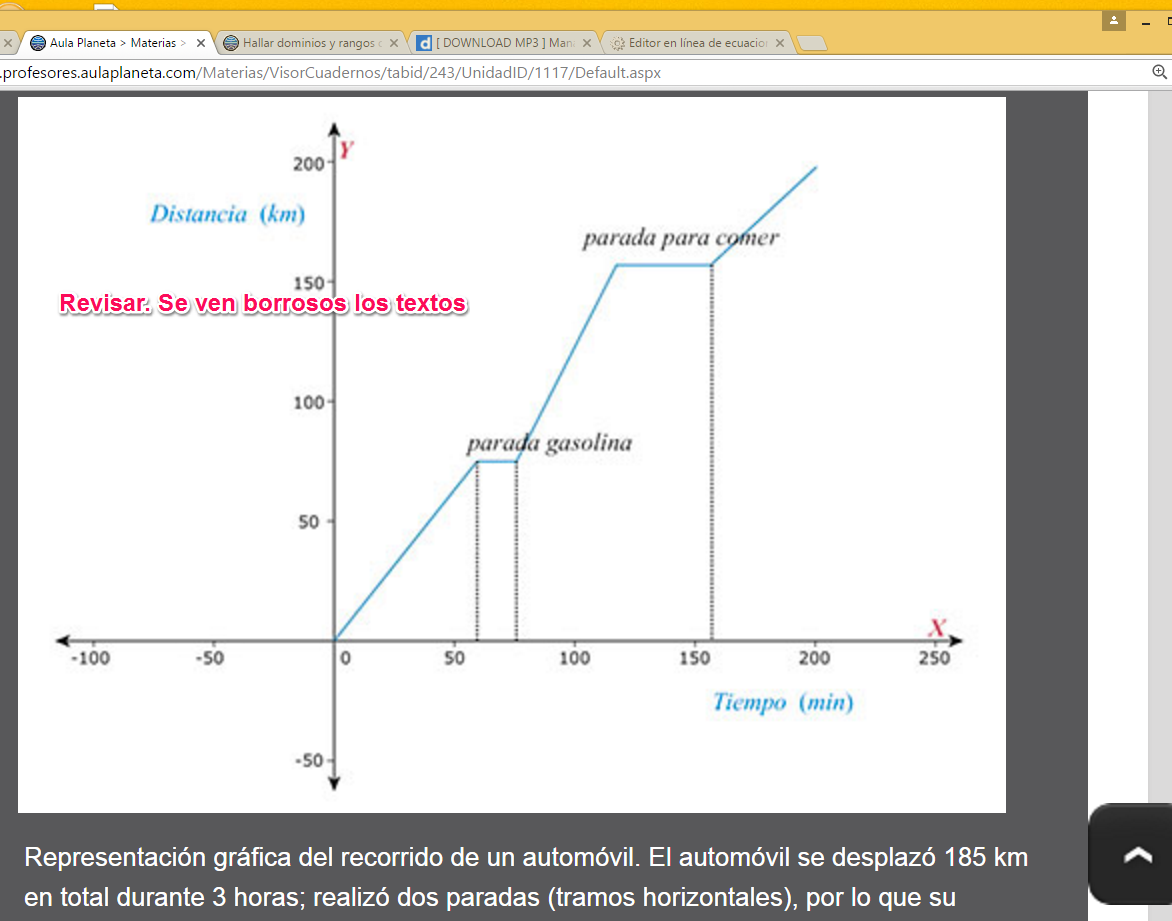 Aula Planeta > Materias >
Hallar dominios y rangos
[ DOWNLOAD MP3 ] Man
Editor en línea de ecuacion
.profesores.aulaplaneta.com/Materias/VisorCuadernos/tabid/243/UnidadID/1117/Default.aspx
Y
200
Distancia (km)
parada para comer
150
Revisar. Se ven borrosos los textos
100
parada gasolina
50
X
-100 -50 0 50 100 150 200 250
Tiempo (min)
-50
Representación gráfica del recorrido de un automóvil. El automóvil se desplazó 185 km
en total durante 3 horas; realizó dos paradas (tramos horizontales), por lo que su